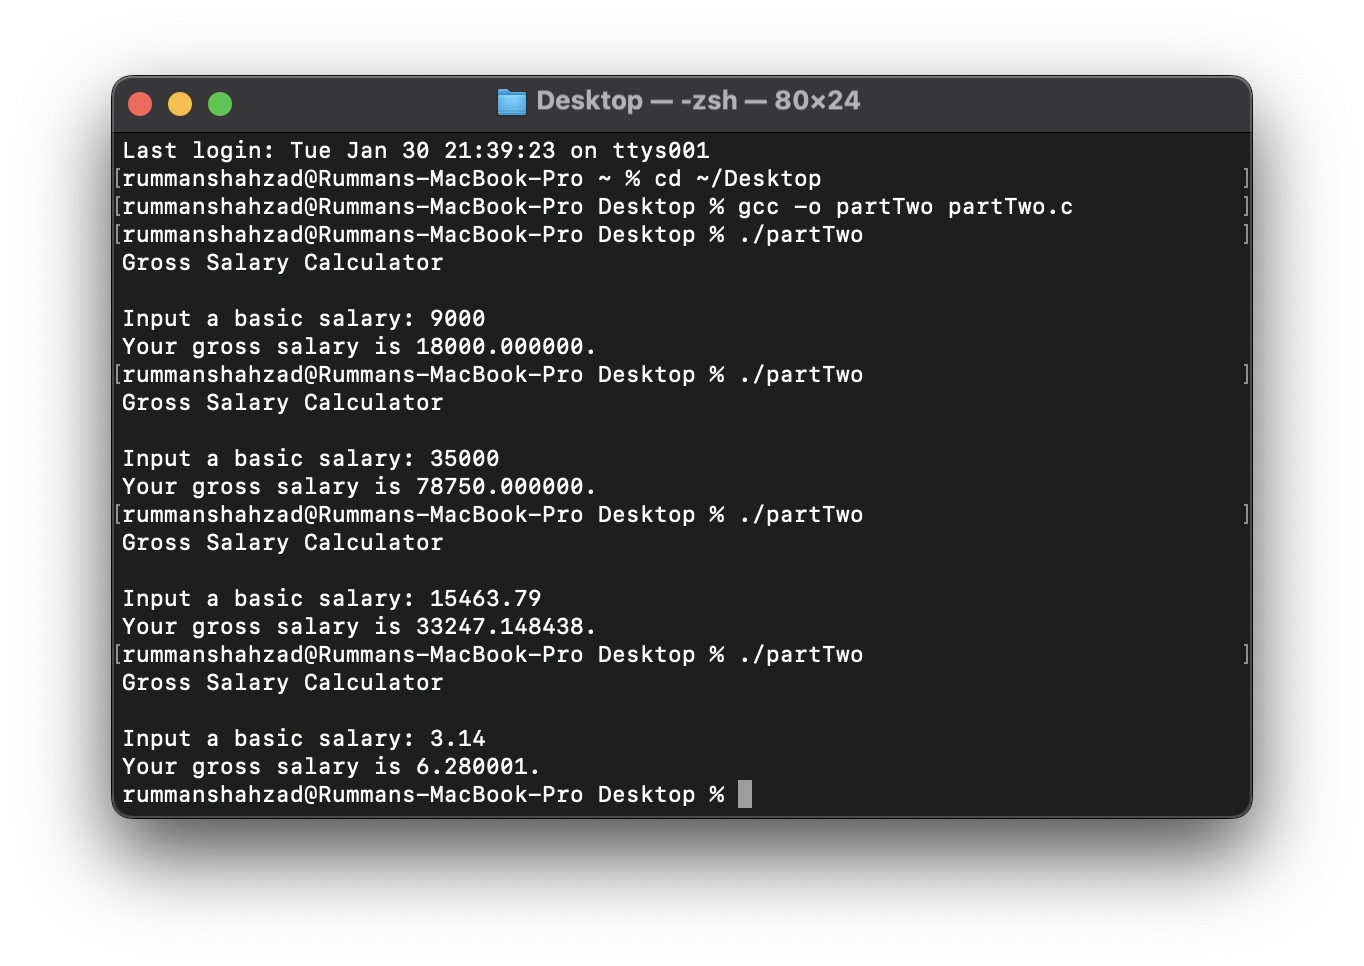 Desktop — -zsh — 80×24
Last login: Tue Jan 30 21:39:23 on ttys001
[rummanshahzad@Rummans-MacBook-Pro ~ % cd ~/Desktop ]
[rummanshahzad@Rummans-MacBook-Pro Desktop % gcc -o partTwo partTwo.c ]
[rummanshahzad@Rummans-MacBook-Pro Desktop % ./partTwo ]
Gross Salary Calculator
Input a basic salary: 9000
Your gross salary is 18000.000000.
[rummanshahzad@Rummans-MacBook-Pro Desktop % ./partTwo ]
Gross Salary Calculator
Input a basic salary: 35000
Your gross salary is 78750.000000.
[rummanshahzad@Rummans-MacBook-Pro Desktop % ./partTwo ]
Gross Salary Calculator
Input a basic salary: 15463.79
Your gross salary is 33247.148438.
[rummanshahzad@Rummans-MacBook-Pro Desktop % ./partTwo ]
Gross Salary Calculator
Input a basic salary: 3.14
Your gross salary is 6.280001.
rummanshahzad@Rummans-MacBook-Pro Desktop %